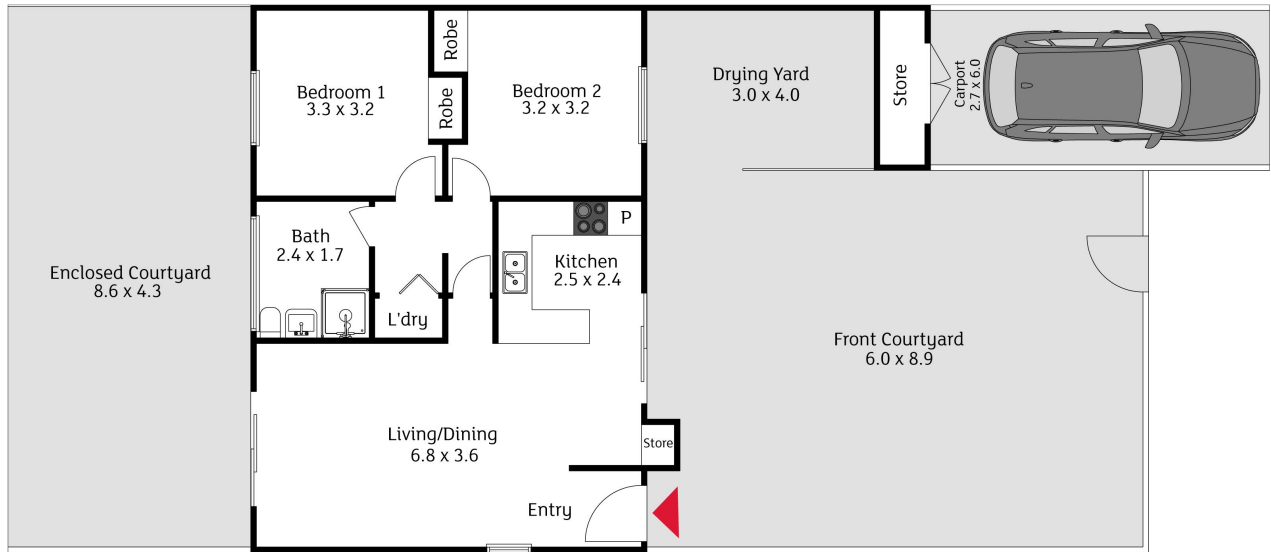 Robe
Bedroom 1
3.3 x 3.2
Robe
Bedroom 2
3.2 x 3.2
Drying Yard
3.0 x 4.0
Store
Carport
2.7 x 6.0
Bath
2.4 x 1.7
P
Kitchen
2.5 x 2.4
Enclosed Courtyard
8.6 x 4.3
L'dry
Front Courtyard
6.0 x 8.9
Living/Dining
6.8 x 3.6
Store
Entry